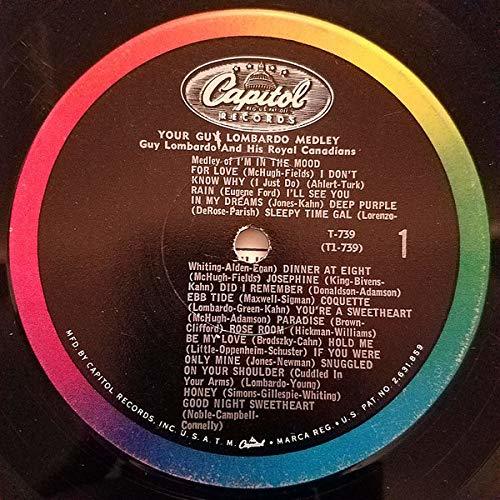 Capitol
REG. U.S. PAT. OFF.
RECORDS
YOUR GUY LOMBARDO MEDLEY
Guy Lombardo And His Royal Canadians
Medley of I'M IN THE MOOD
FOR LOVE (McHugh-Fields) I DON'T
KNOW WHY (I Just Do) (Ahlert-Turk)
RAIN (Eugene Ford) I'LL SEE YOU
IN MY DREAMS (Jones-Kahn) DEEP PURPLE
(DeRose-Parish) SLEEPY TIME GAL (Lorenzo-
T-739
(T1-739)
1
Whiting-Alden-Egan) DINNER AT EIGHT
(McHugh-Fields) JOSEPHINE (King-Bivens-
Kahn) DID I REMEMBER (Donaldson-Adamson)
EBB TIDE (Maxwell-Sigman) COQUETTE
(Lombardo-Green-Kahn) YOU'RE A SWEETHEART
(McHugh-Adamson) PARADISE (Brown-
Clifford) ROSE ROOM (Hickman-Williams)
BE MY LOVE (Brodszky-Cahn) HOLD ME
(Little-Oppenheim-Schuster) IF YOU WERE
ONLY MINE (Jones-Newman) SNUGGLED
ON YOUR SHOULDER (Cuddled In
Your Arms) (Lombardo-Young)
HONEY (Simons-Gillespie-Whiting)
GOOD NIGHT SWEETHEART
(Noble-Campbell-
Connelly)
MFD. BY CAPITOL RECORDS, INC. U.S.A. T.M. Capitol MARCA REG. • U.S. PAT. NO. 2,631,859